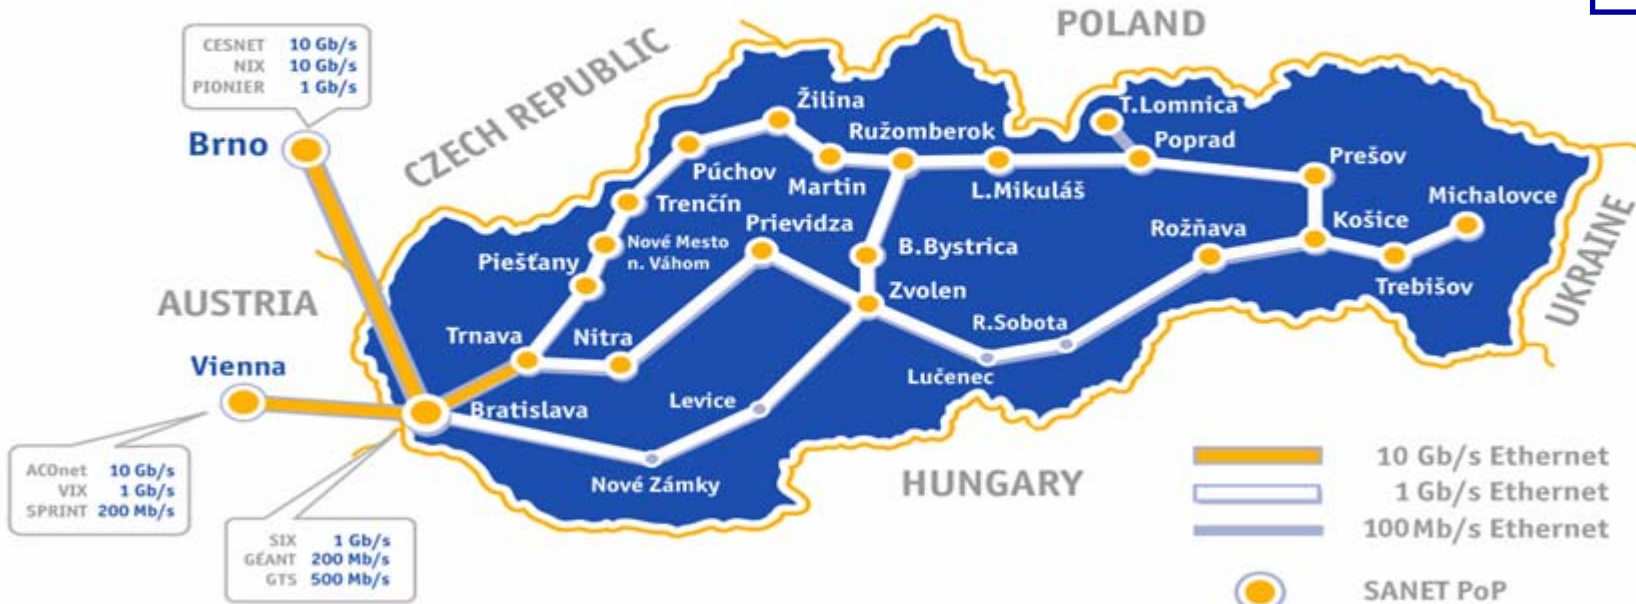 POLAND
CESNET 10 Gb/s
NIX 10 Gb/s
PIONIER 1 Gb/s
CZECH REPUBLIC
Brno
Žilina
T.Lomnica
Ružomberok
Poprad
Púchov
Martin
L.Mikuláš
Prešov
Michalovce
Trenčín
Prievidza
Rožňava
Košice
Nové Mesto
n. Váhom
B.Bystrica
Piešťany
Trebišov
UKRAINE
AUSTRIA
Zvolen
Trnava
Nitra
R.Sobota
Vienna
Lučenec
Levice
Bratislava
Nové Zámky
HUNGARY
ACOnet 10 Gb/s
VIX 1 Gb/s
SPRINT 200 Mb/s
SIX 1 Gb/s
GÉANT 200 Mb/s
GTS 500 Mb/s
10 Gb/s Ethernet
1 Gb/s Ethernet
100 Mb/s Ethernet
SANET PoP